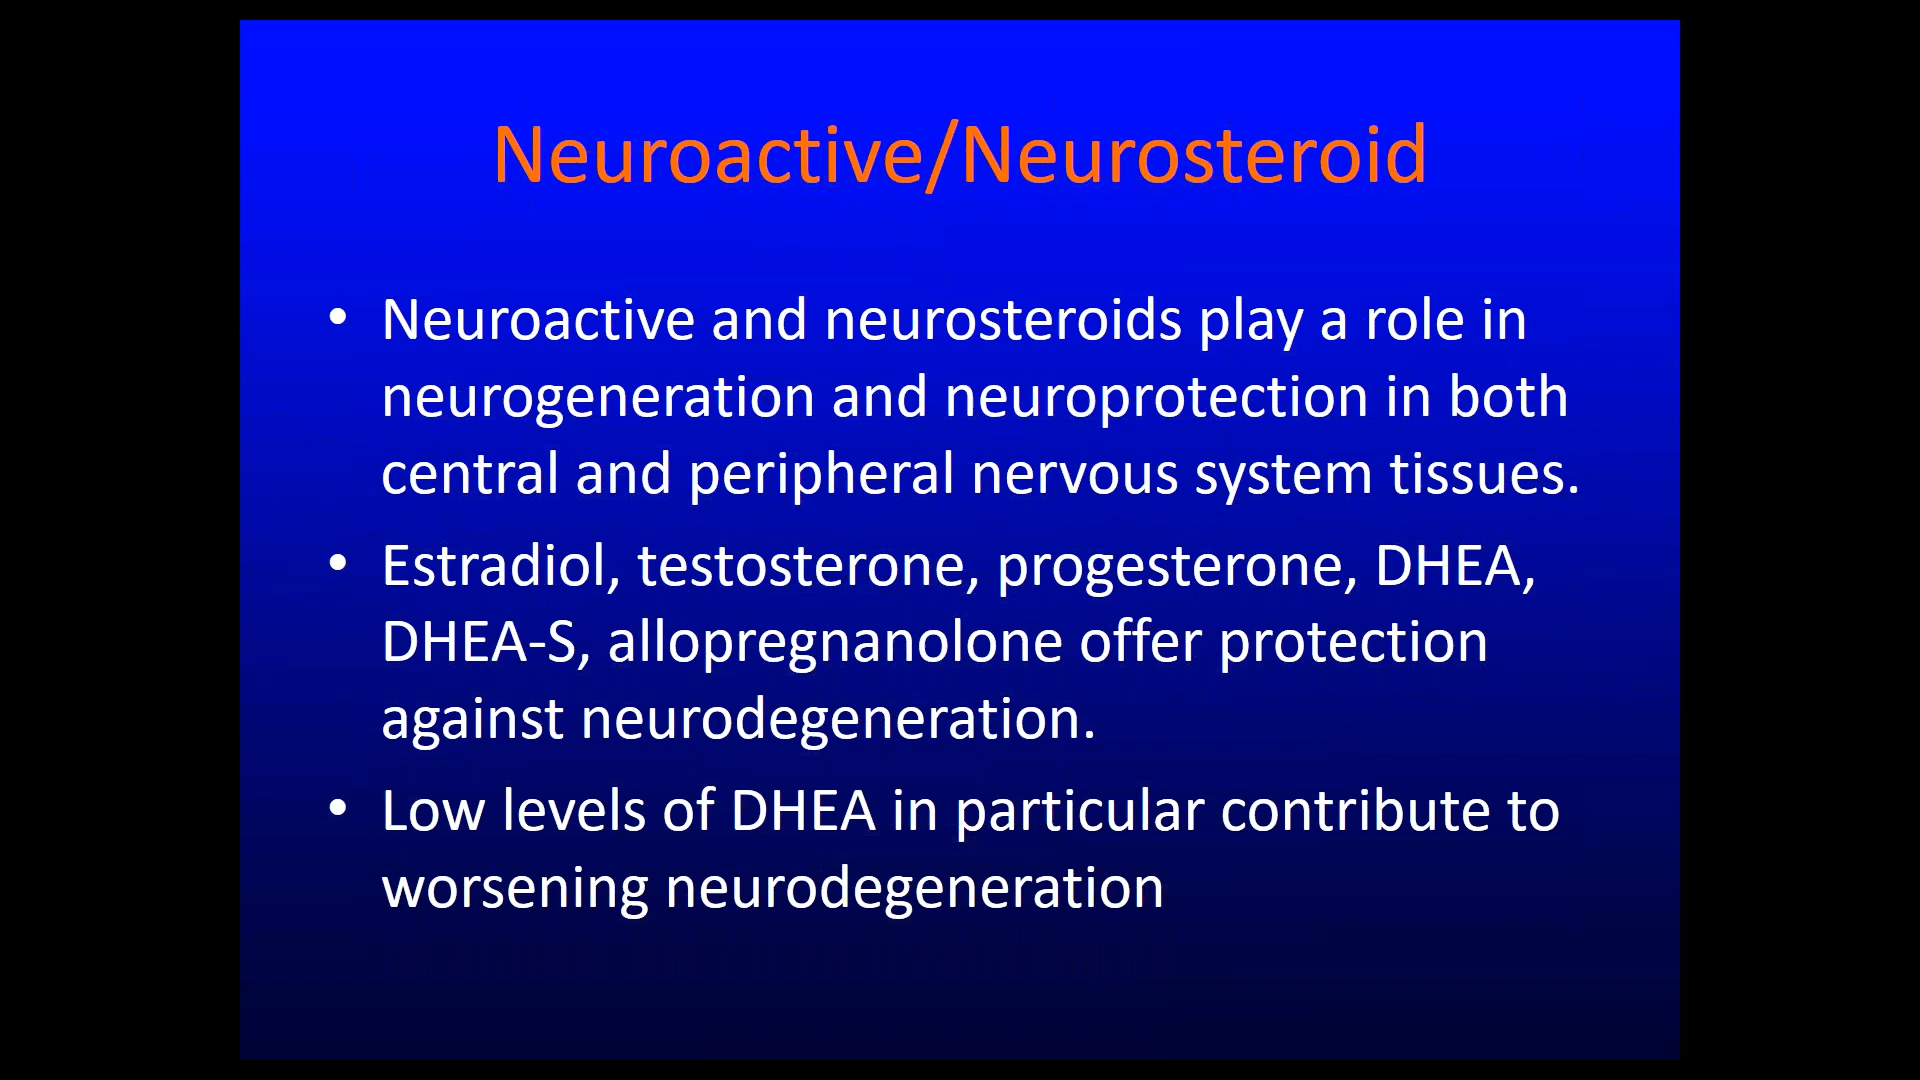 Neuroactive/Neurosteroid
• Neuroactive and neurosteroids play a role in
neurogeneration and neuroprotection in both
central and peripheral nervous system tissues.
• Estradiol, testosterone, progesterone, DHEA,
DHEA-S, allopregnanolone offer protection
against neurodegeneration.
• Low levels of DHEA in particular contribute to
worsening neurodegeneration